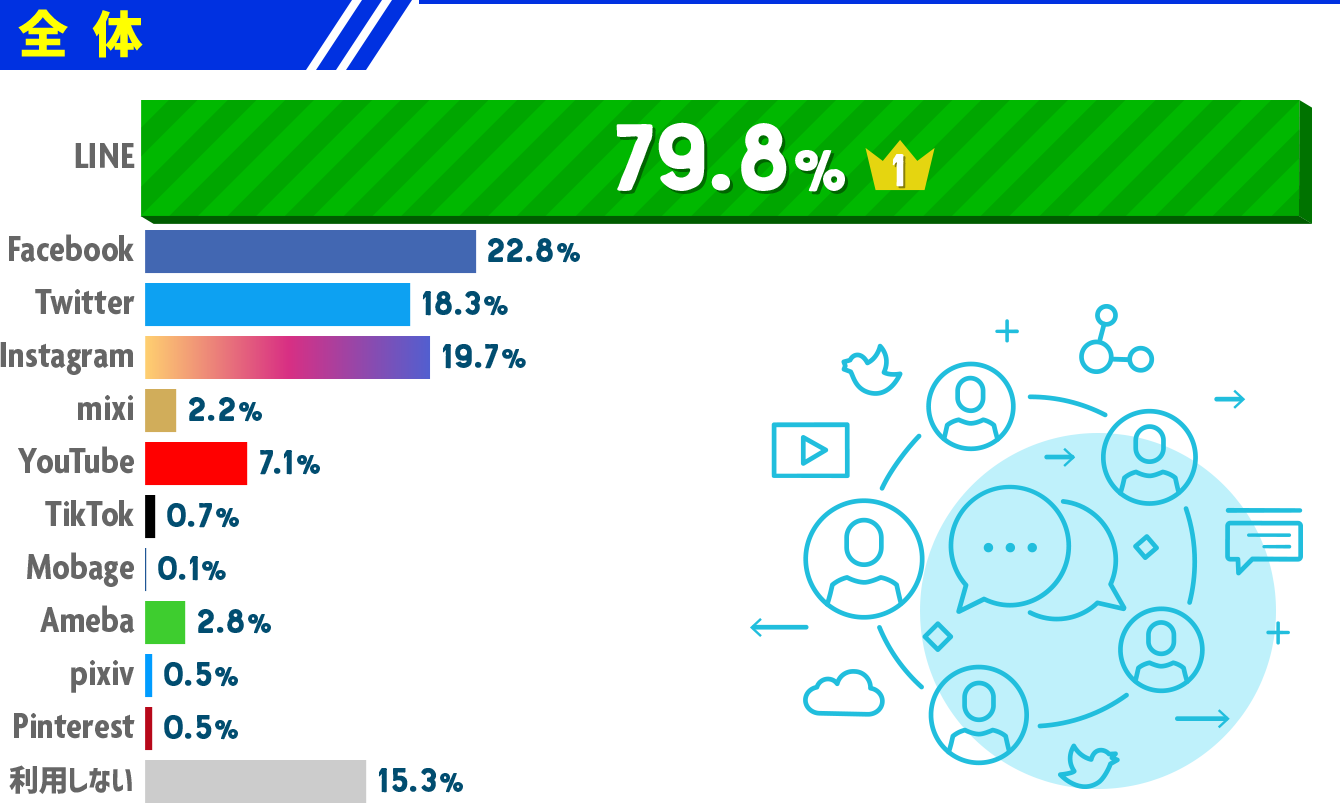 全体
LINE 79.8% 1
Facebook 22.8%
Twitter 18.3%
Instagram 19.7%
mixi 2.2%
YouTube 7.1%
TikTok 0.7%
Mobage 0.1%
Ameba 2.8%
pixiv 0.5%
Pinterest 0.5%
利用しない 15.3%